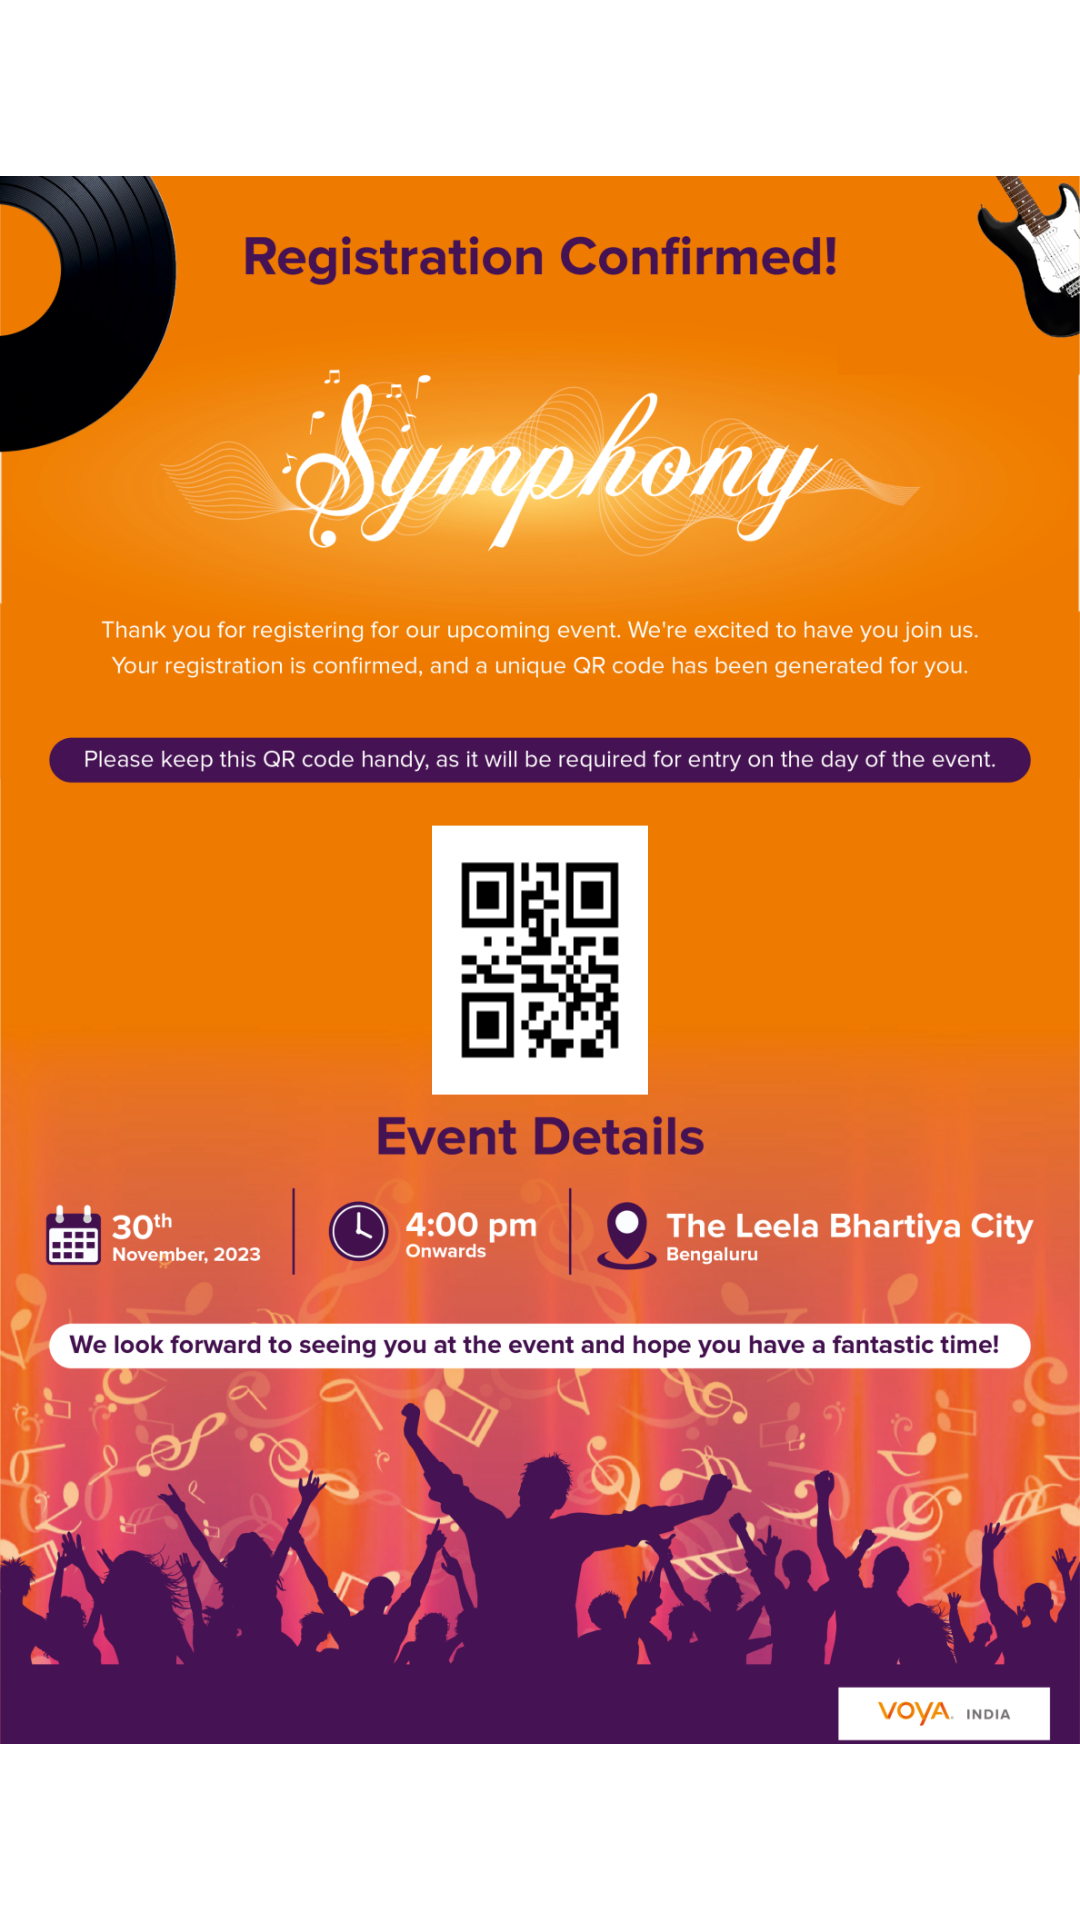 Registration Confirmed!
Symphony
Thank you for registering for our upcoming event. We're excited to have you join us.
Your registration is confirmed, and a unique QR code has been generated for you.
Please keep this QR code handy, as it will be required for entry on the day of the event.
Event Details
30th
November, 2023
4:00 pm
Onwards
The Leela Bhartiya City
Bengaluru
We look forward to seeing you at the event and hope you have a fantastic time!
VOYA. INDIA